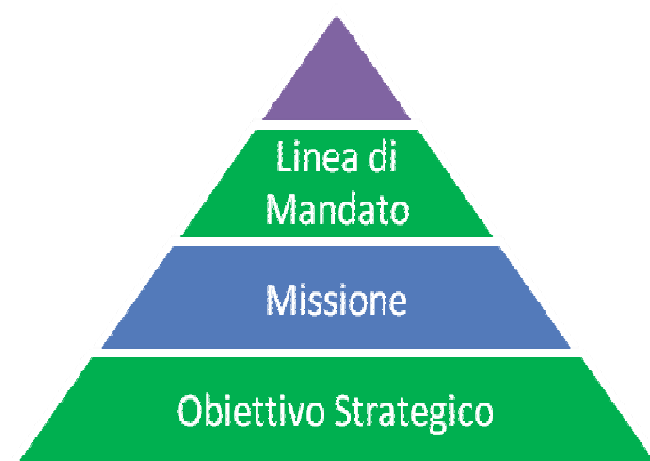 Linea di
Mandato
Missione
Obiettivo Strategico